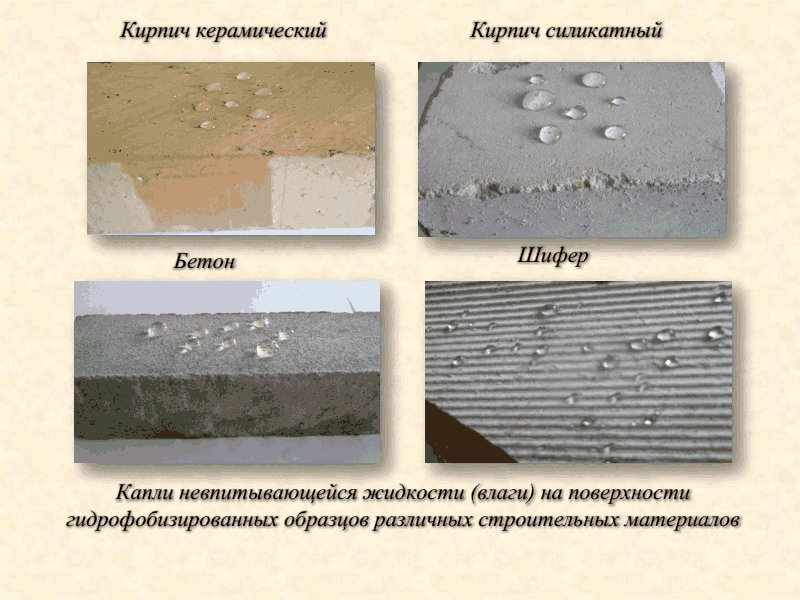 Кирпич керамический
Кирпич силикатный
Бетон
Шифер
Капли невпитывающейся жидкости (влаги) на поверхности
гидрофобизированных образцов различных строительных материалов